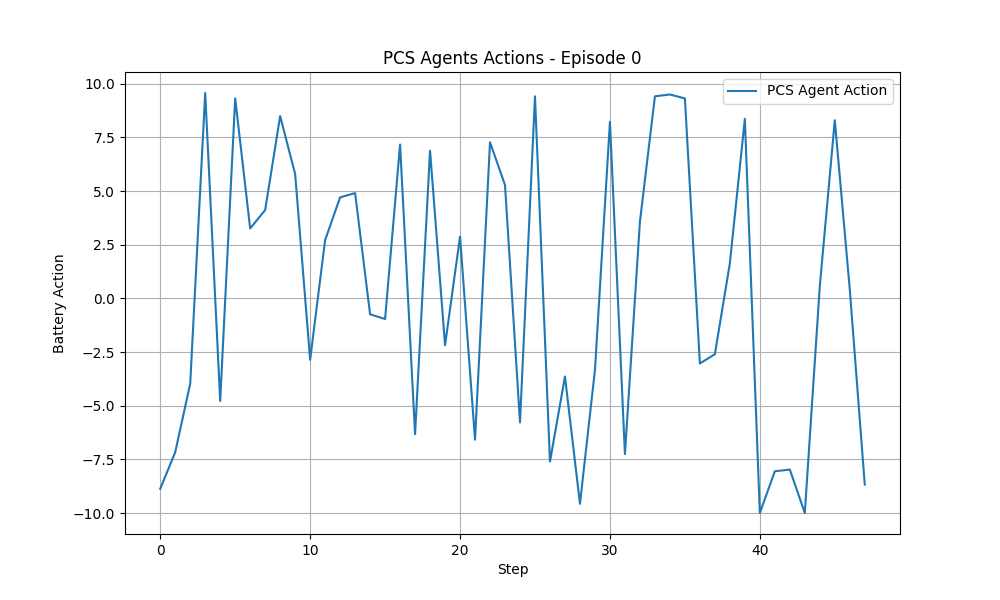 PCS Agents Actions - Episode 0
PCS Agent Action
10.0
7.5
5.0
2.5
0.0
−2.5
−5.0
−7.5
−10.0
Battery Action
0 10 20 30 40
Step